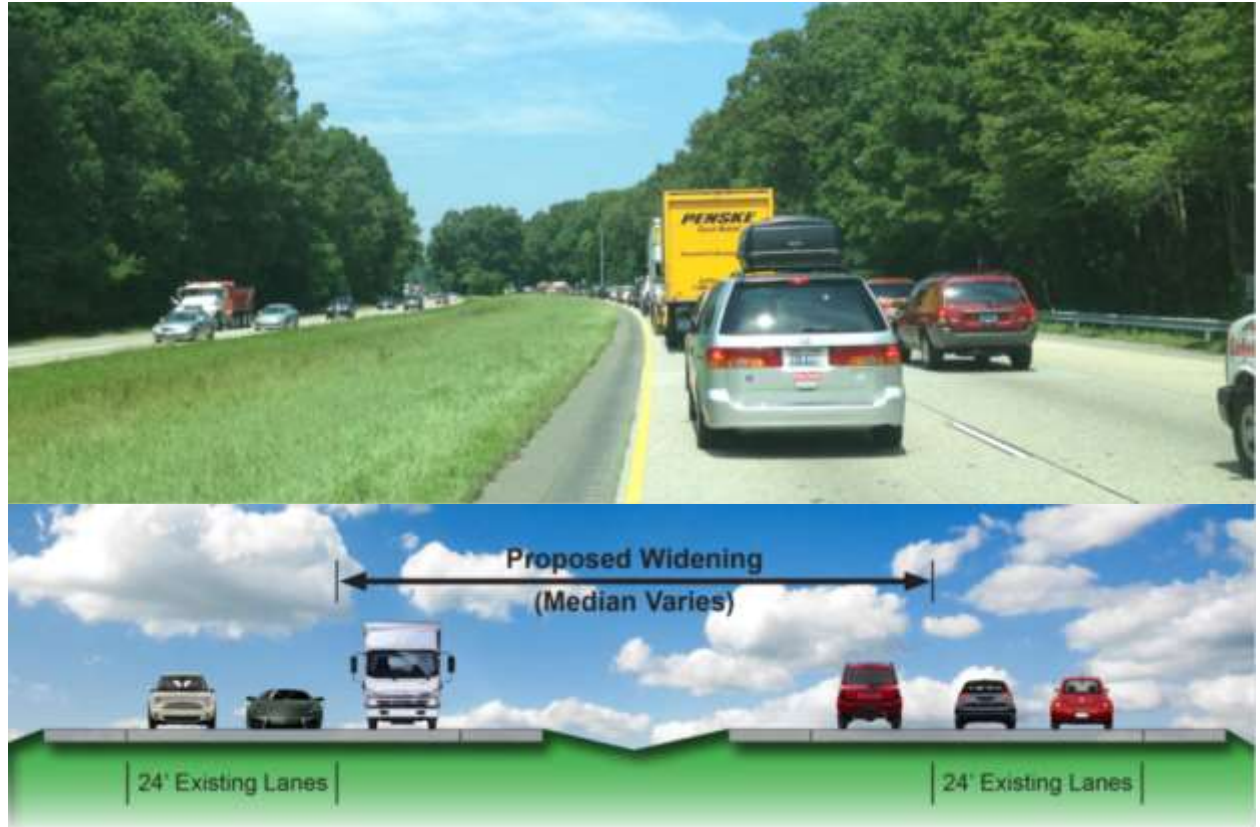 PENSKE
Proposed Widening
(Median Varies)
24' Existing Lanes
24' Existing Lanes